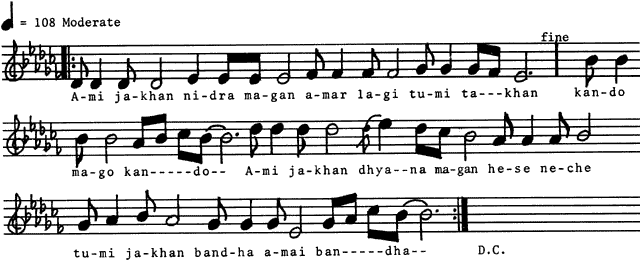 = 108 Moderate
fine
A-mi ja-khan ni-dra ma-gan a-mar la-gi tu-mi ta---khan kan-do
ma-go kan-----do-- A-mi ja-khan dhya--na ma-gan he-se ne-che
tu-mi ja-khan band-ha a-mai ban-----dha-- D.C.